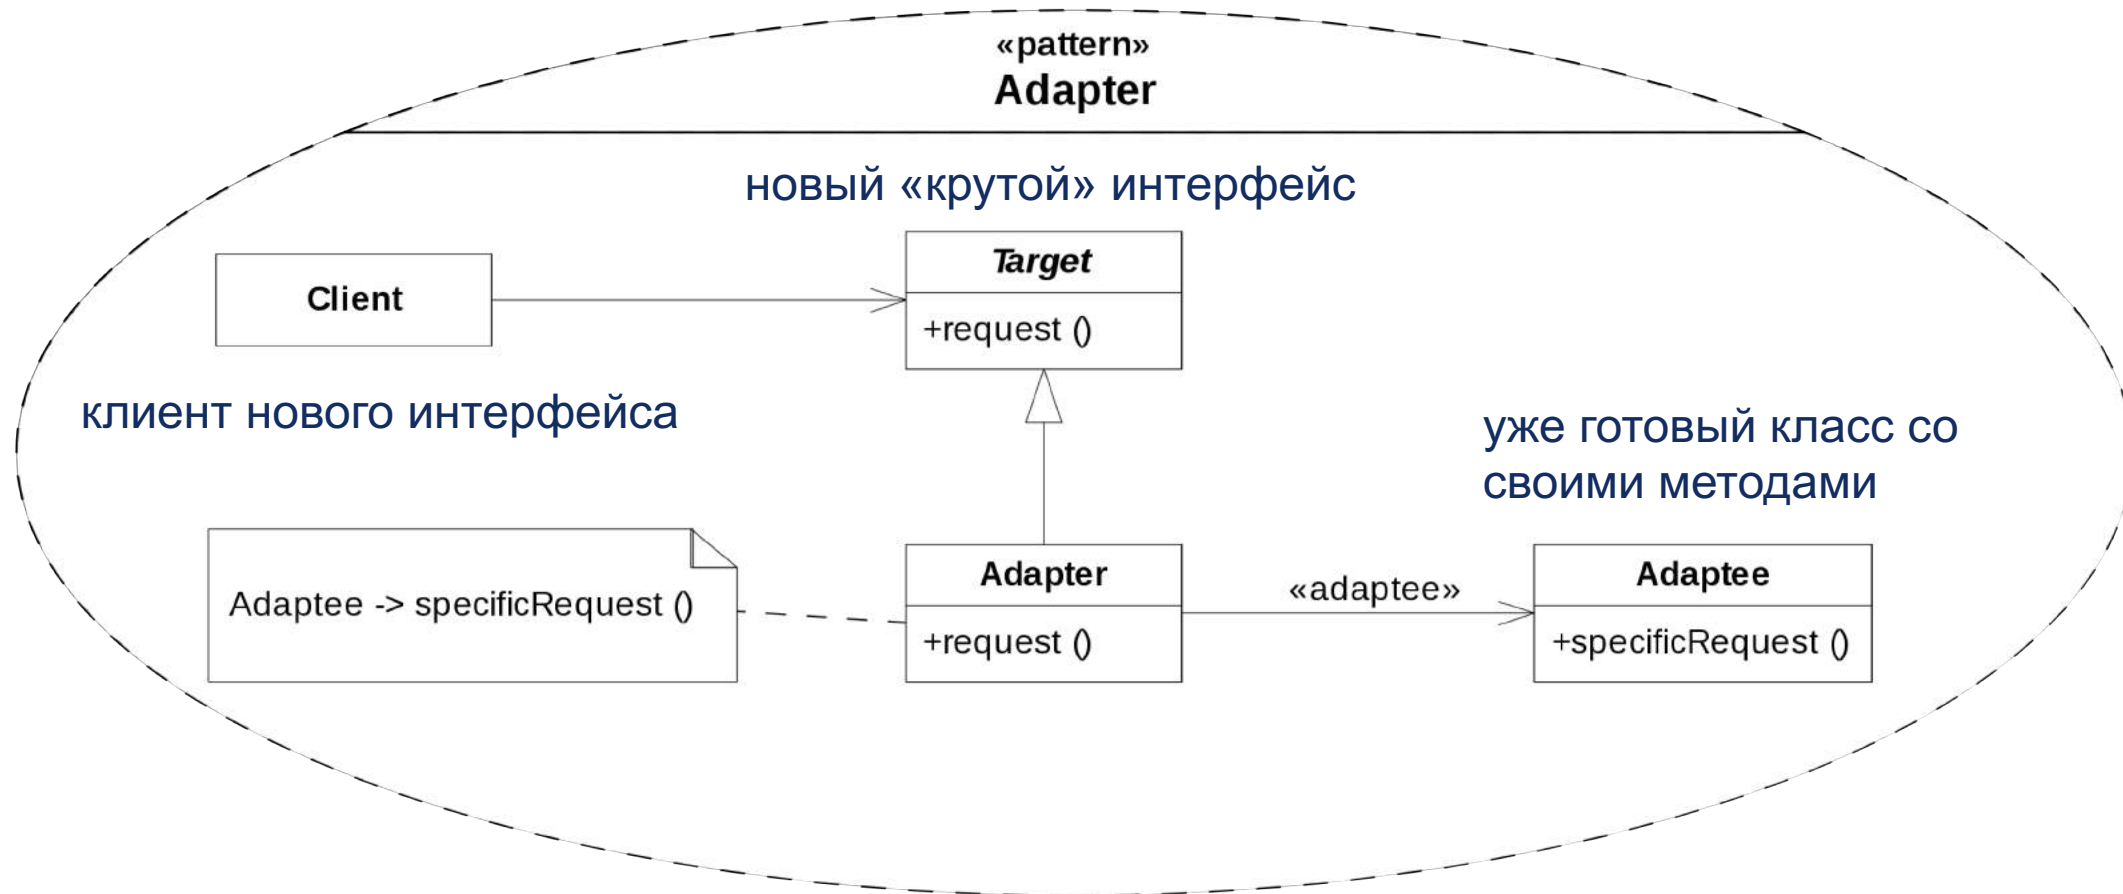 «pattern»
Adapter
новый «крутой» интерфейс
Client
Target
+request ()
клиент нового интерфейса
уже готовый класс со
своими методами
Adaptee -> specificRequest ()
Adapter
+request ()
«adaptee»
Adaptee
+specificRequest ()